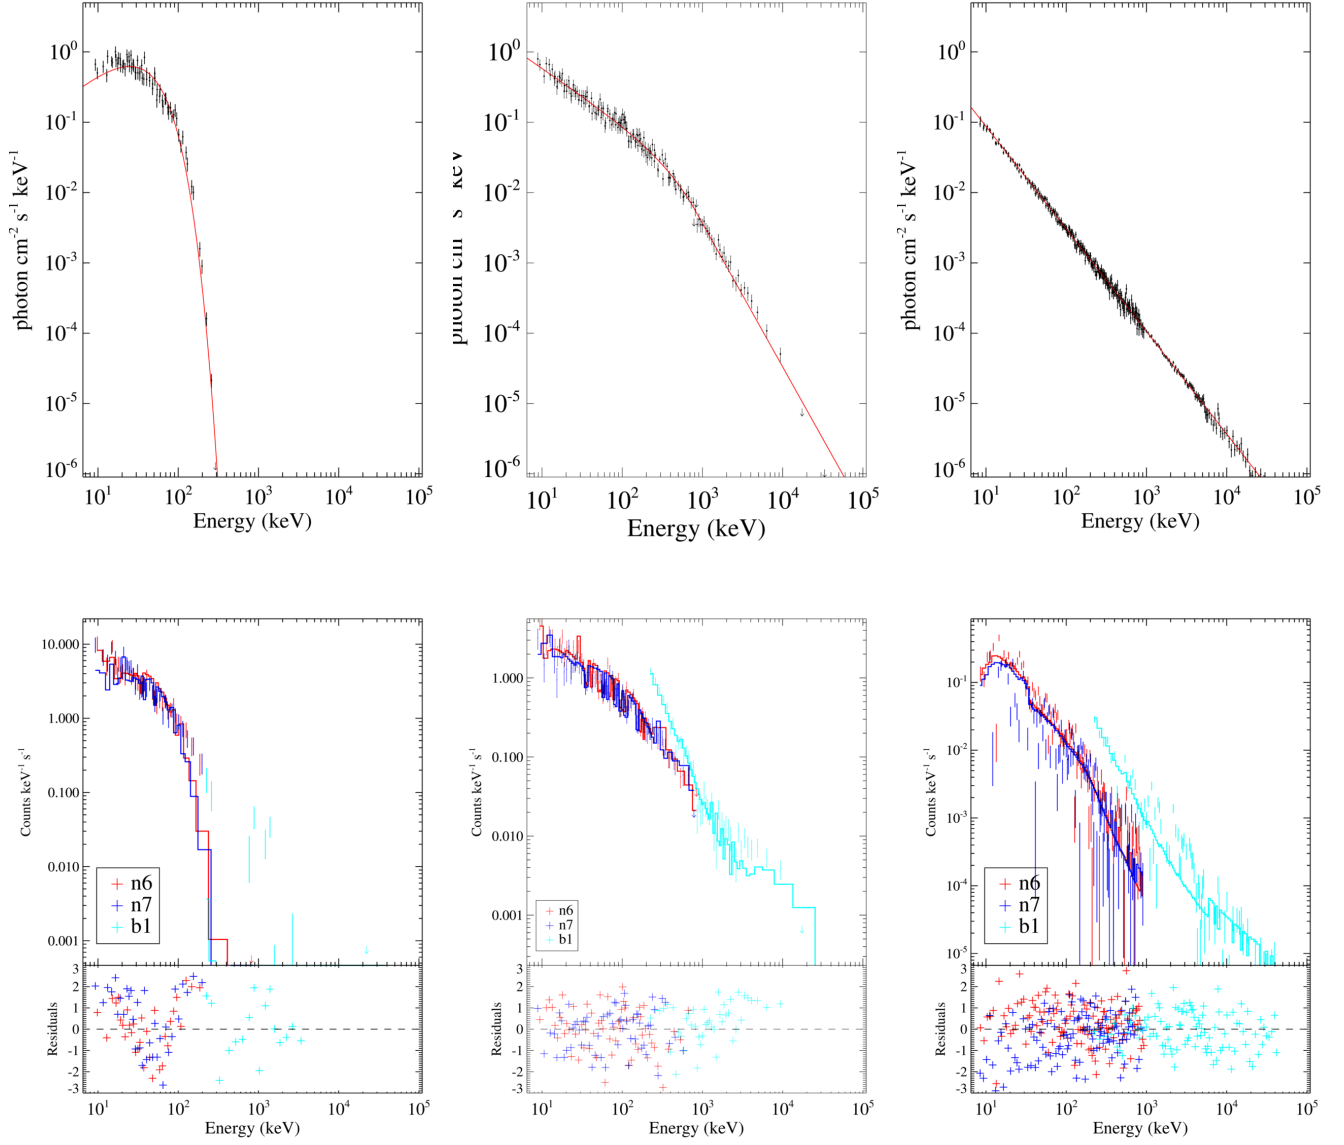 10⁰
10⁻¹
10⁻²
10⁻³
10⁻⁴
10⁻⁵
10⁻⁶
photon cm⁻² s⁻¹ keV⁻¹
10¹ 10² 10³ 10⁴ 10⁵
Energy (keV)
10⁰
10⁻¹
10⁻²
10⁻³
10⁻⁴
10⁻⁵
10⁻⁶
10¹ 10² 10³ 10⁴ 10⁵
Energy (keV)
10⁰
10⁻¹
10⁻²
10⁻³
10⁻⁴
10⁻⁵
10⁻⁶
photon cm⁻² s⁻¹ keV⁻¹
10¹ 10² 10³ 10⁴ 10⁵
Energy (keV)
10.000
1.000
0.100
0.010
0.001
Counts keV⁻¹ s⁻¹
n6
n7
b1
3
2
1
0
-1
-2
-3
Residuals
10¹ 10² 10³ 10⁴ 10⁵
Energy (keV)
1.000
0.100
0.010
0.001
Counts keV⁻¹ s⁻¹
n6
n7
b1
3
2
1
0
-1
-2
-3
Residuals
10¹ 10² 10³ 10⁴ 10⁵
Energy (keV)
10⁻¹
10⁻²
10⁻³
10⁻⁴
10⁻⁵
Counts keV⁻¹ s⁻¹
n6
n7
b1
3
2
1
0
-1
-2
-3
Residuals
10¹ 10² 10³ 10⁴ 10⁵
Energy (keV)